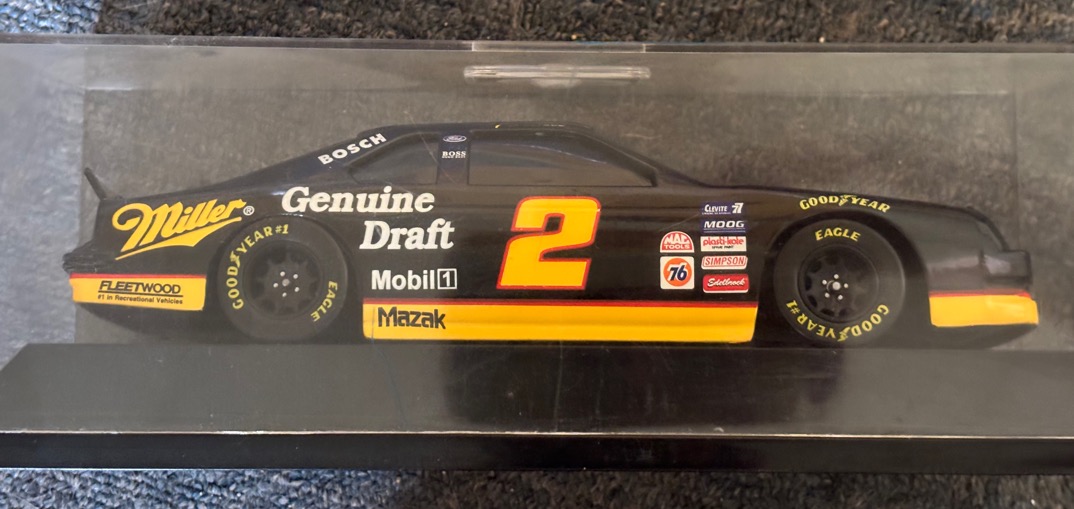 BOSCH
Ford
BOSS
Miller®
Genuine
Draft
Mobil 1
FLEETWOOD
#1 in Recreational Vehicles
Mazak
GOODYEAR #1
EAGLE
2
CLEVITE 77
MOOG
MAC
TOOLS
plasti-kote
76
SIMPSON
Edelbrock
GOODYEAR
EAGLE
GOODYEAR #1